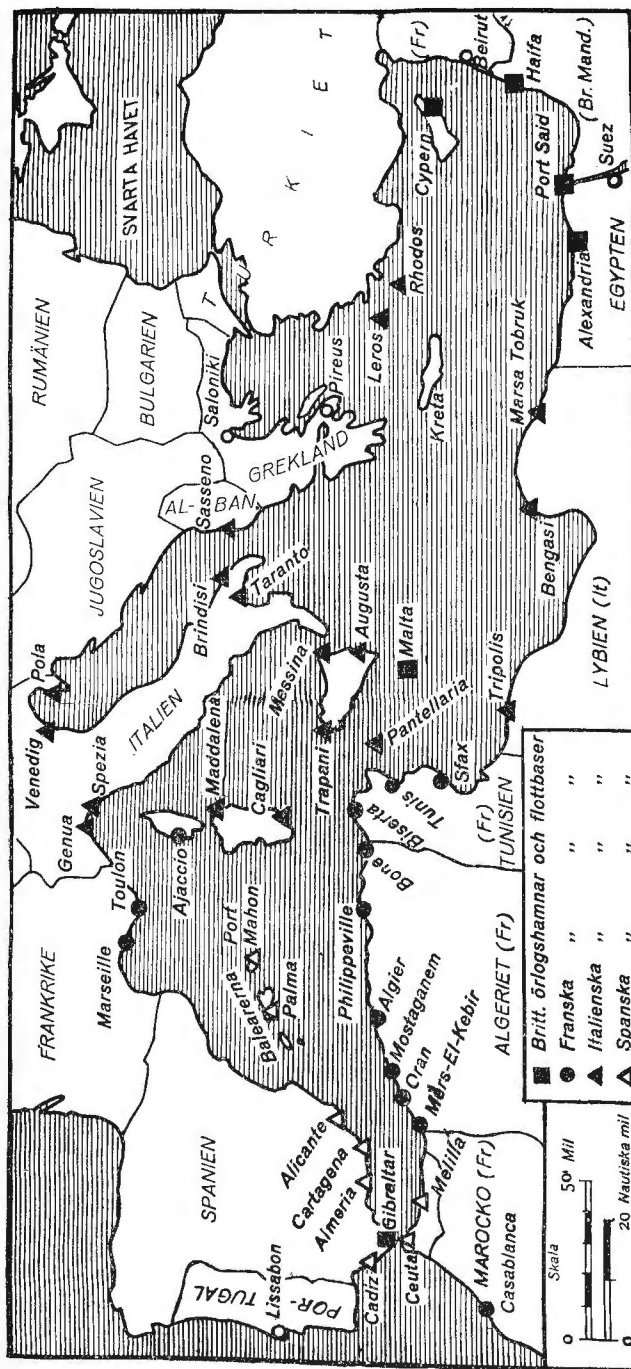 FRANKRIKE
SPANIEN
POR-
TUGAL
Lissabon
ITALIEN
JUGOSLAVIEN
RUMÄNIEN
BULGARIEN
AL-
BAN.
GREKLAND
T U R K I E T
SVARTA HAVET
(Fr)
(Br. Mand.)
EGYPTEN
LYBIEN (It)
(Fr)
TUNISIEN
ALGERIET (Fr)
MAROCKO (Fr)
Casablanca
Marseille
Toulon
Genua
Spezia
Venedig
Pola
Ajaccio
Maddalena
Cagliari
Balearerna
Port
Mahon
Palma
Alicante
Cartagena
Almeria
Gibraltar
Cadiz
Ceuta
Melilla
Mers-El-Kebir
Oran
Mostaganem
Algier
Philippeville
Bone
Biserta
Tunis
Sfax
Trapani
Messina
Augusta
Malta
Pantellaria
Tripolis
Bengasi
Marsa Tobruk
Brindisi
Taranto
Sasseno
Saloniki
Pireus
Leros
Rhodos
Kreta
Cypern
Beirut
Haifa
Port Said
Suez
Alexandria
Skala
0 50 Mil
0 20 Nautiska mil
Britt. örlogshamnar och flottbaser
Franska ,, ,,
Italienska ,, ,,
Spanska ,, ,,